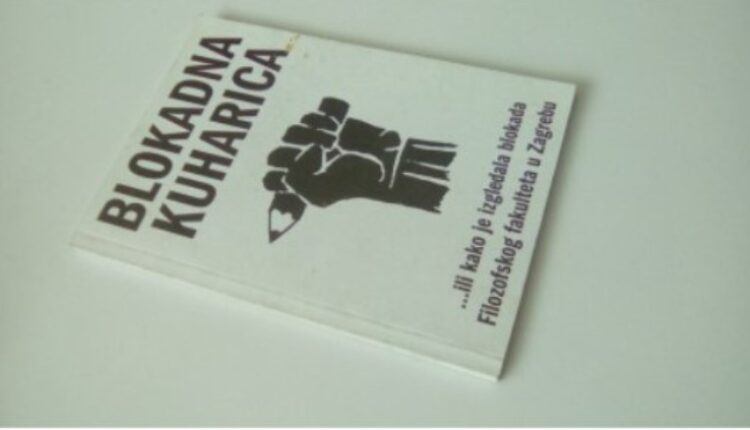 BLOKADNA
KUHARICA
...ili kako je izgledala blokada
Filozofskog fakulteta u Zagrebu